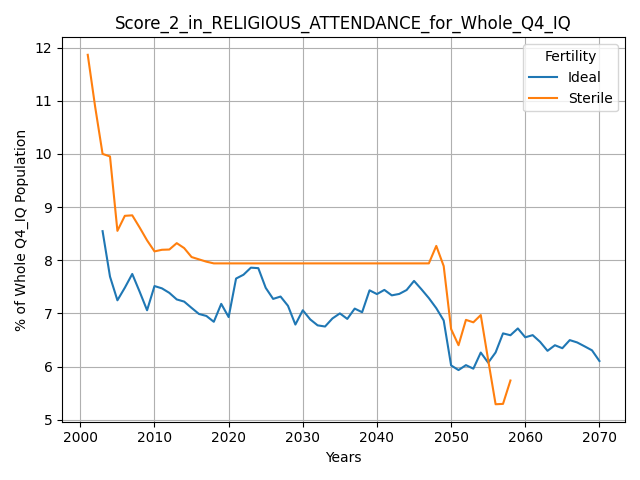 Score_2_in_RELIGIOUS_ATTENDANCE_for_Whole_Q4_IQ
Fertility
Ideal
Sterile
% of Whole Q4_IQ Population
12
11
10
9
8
7
6
5
2000 2010 2020 2030 2040 2050 2060 2070
Years